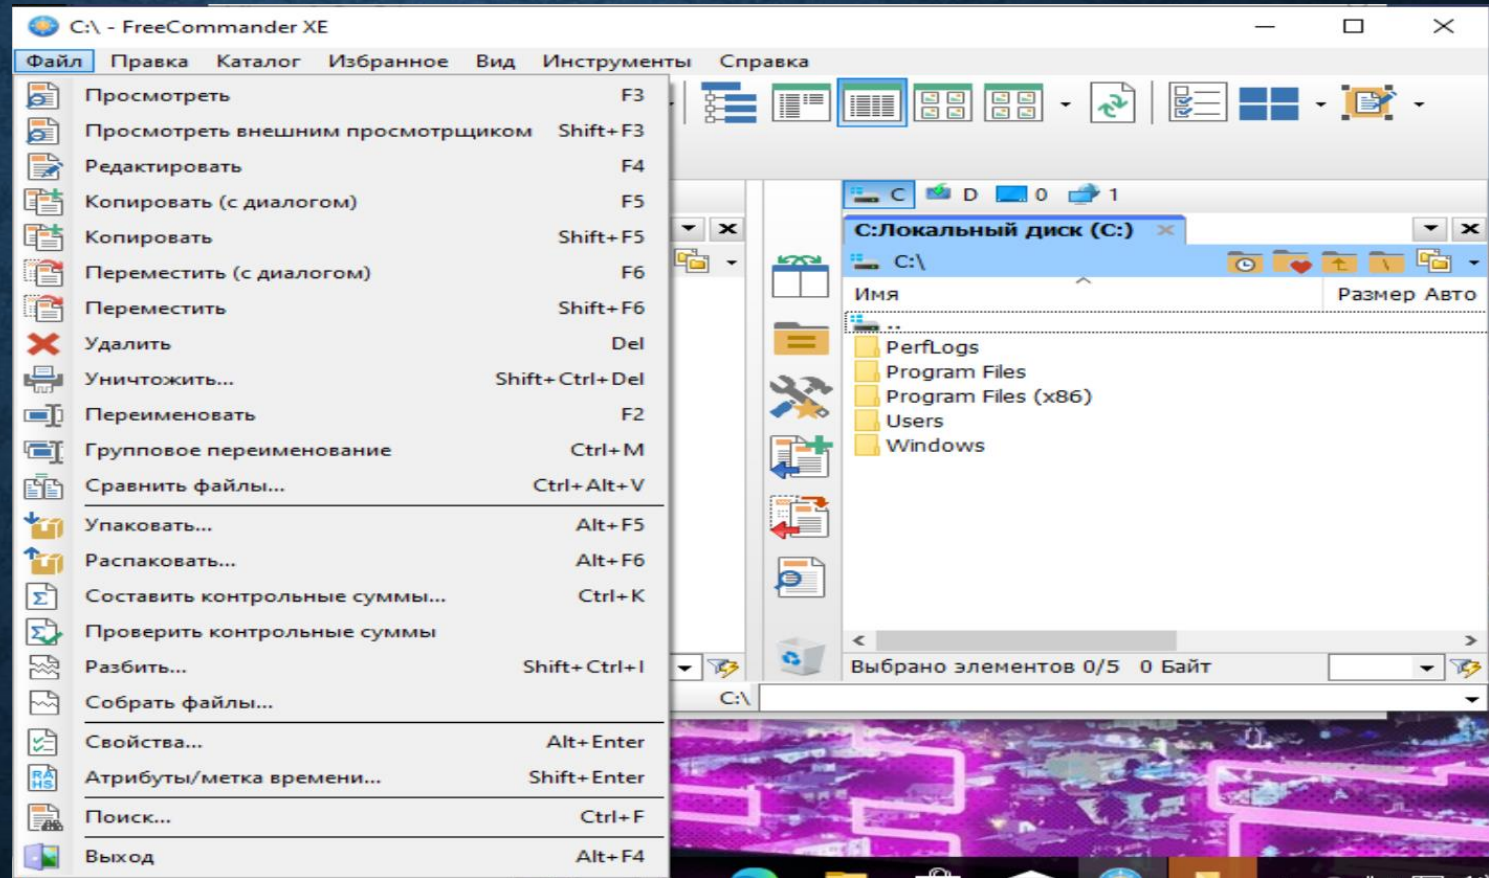 C:\ - FreeCommander XE
Файл Правка Каталог Избранное Вид Инструменты Справка
Просмотреть F3
Просмотреть внешним просмотрщиком Shift+F3
Редактировать F4
Копировать (с диалогом) F5
Копировать Shift+F5
Переместить (с диалогом) F6
Переместить Shift+F6
Удалить Del
Уничтожить... Shift+Ctrl+Del
Переименовать F2
Групповое переименование Ctrl+M
Сравнить файлы... Ctrl+Alt+V
Упаковать... Alt+F5
Распаковать... Alt+F6
Составить контрольные суммы... Ctrl+K
Проверить контрольные суммы
Разбить... Shift+Ctrl+I
Собрать файлы...
Свойства... Alt+Enter
Атрибуты/метка времени... Shift+Enter
Поиск... Ctrl+F
Выход Alt+F4
C D 0 1
C:Локальный диск (C:)
C:\
Имя Размер Авто
..
PerfLogs
Program Files
Program Files (x86)
Users
Windows
Выбрано элементов 0/5 0 Байт
C:\